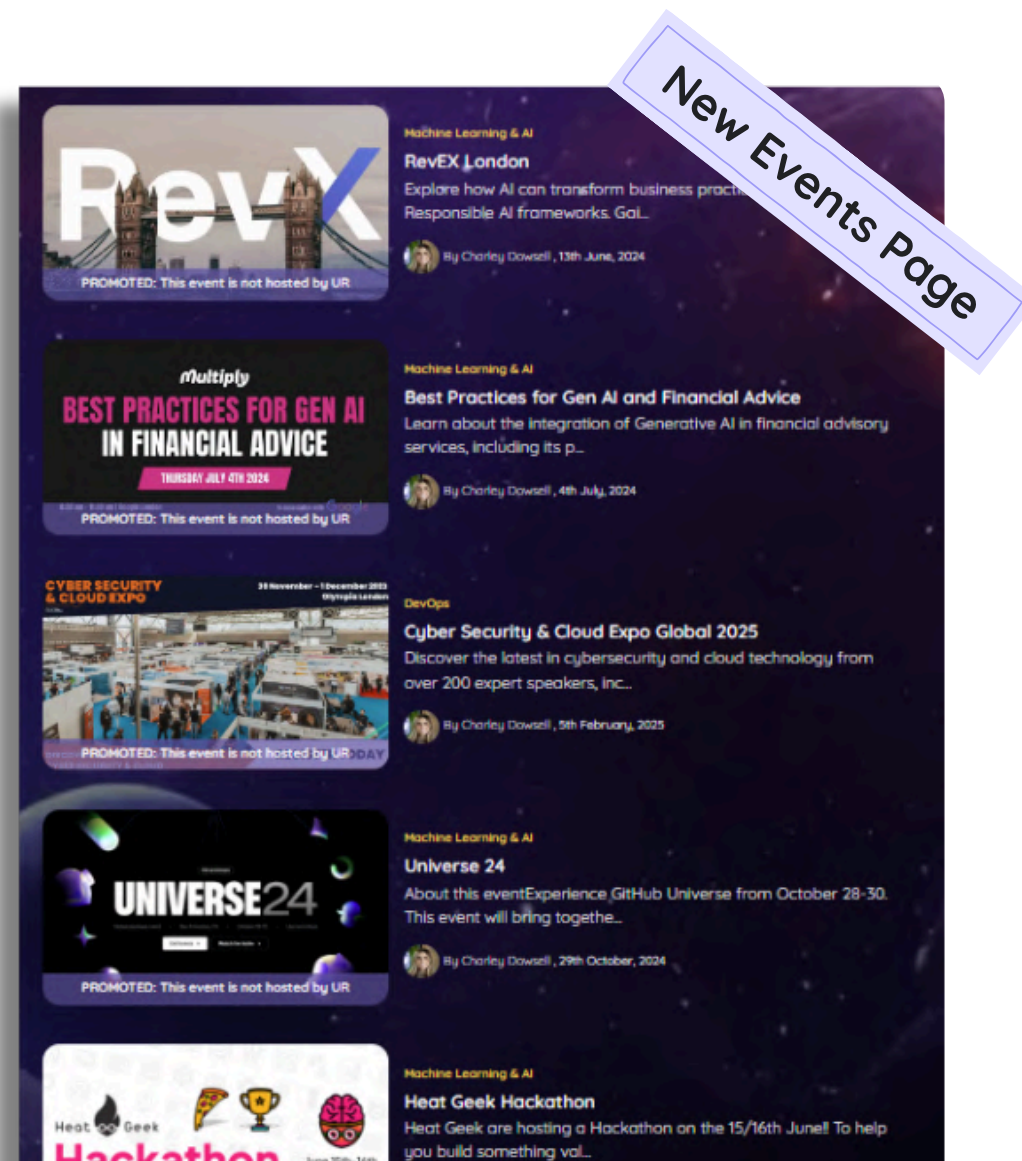 New Events Page
RevX
PROMOTED: This event is not hosted by UR
Machine Learning & AI
RevEX London
Explore how AI can transform business
Responsible AI frameworks. Gai...
By Charley Dowsell , 13th June, 2024
Multiply
BEST PRACTICES FOR GEN AI
IN FINANCIAL ADVICE
THURSDAY JULY 4TH 2024
Google
PROMOTED: This event is not hosted by UR
Machine Learning & AI
Best Practices for Gen AI and Financial Advice
Learn about the integration of Generative AI in financial advisory
services, including its p...
By Charley Dowsell , 4th July, 2024
CYBER SECURITY
& CLOUD EXPO
30 November - 1 December 2023
Olympia London
PROMOTED: This event is not hosted by UR
DevOps
Cyber Security & Cloud Expo Global 2025
Discover the latest in cybersecurity and cloud technology from
over 200 expert speakers, inc...
By Charley Dowsell , 5th February, 2025
UNIVERSE24
PROMOTED: This event is not hosted by UR
Machine Learning & AI
Universe 24
About this eventExperience GitHub Universe from October 28-30.
This event will bring togethe...
By Charley Dowsell , 29th October, 2024
Heat Geek
Hackathon
Machine Learning & AI
Heat Geek Hackathon
Heat Geek are hosting a Hackathon on the 15/16th June!! To help
you build something val...